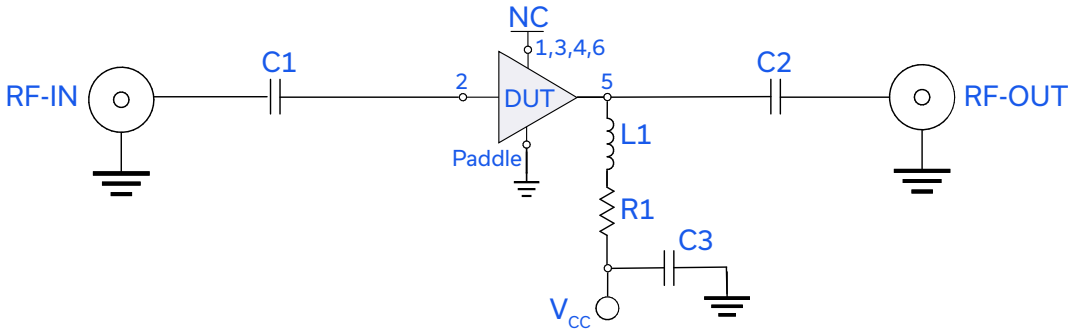 NC
1,3,4,6
C1
C2
RF-IN
2
DUT
5
RF-OUT
Paddle
L1
R1
C3
VCC